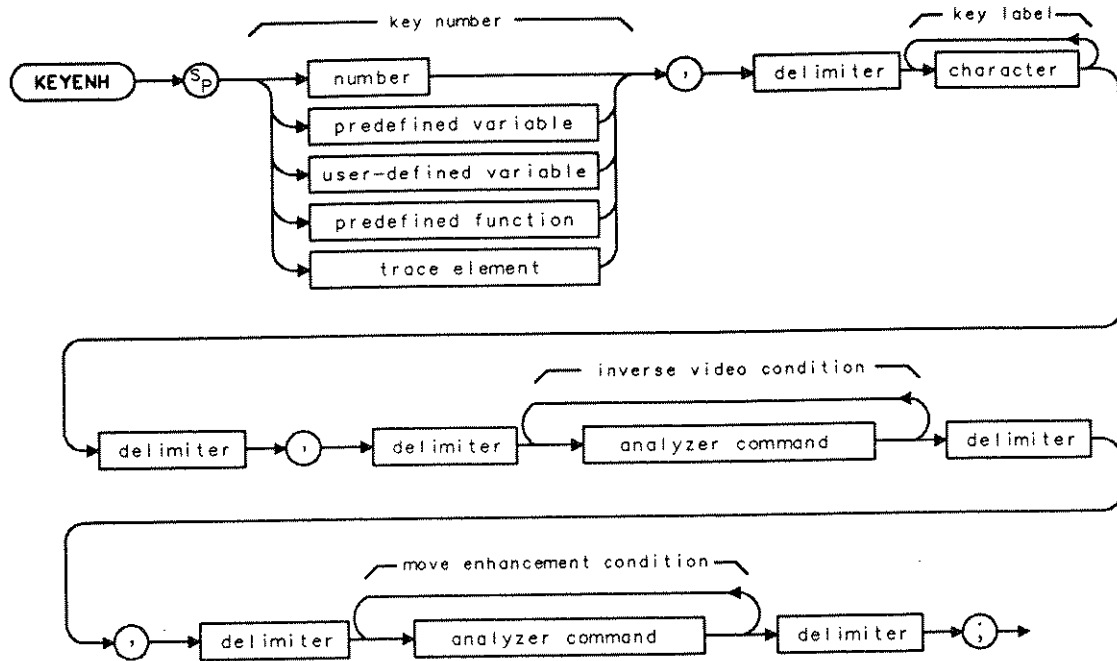 key number
key label
KEYENH
SP
number
,
delimiter
character
predefined variable
user-defined variable
predefined function
trace element
inverse video condition
delimiter
,
delimiter
analyzer command
delimiter
move enhancement condition
,
delimiter
analyzer command
delimiter
;